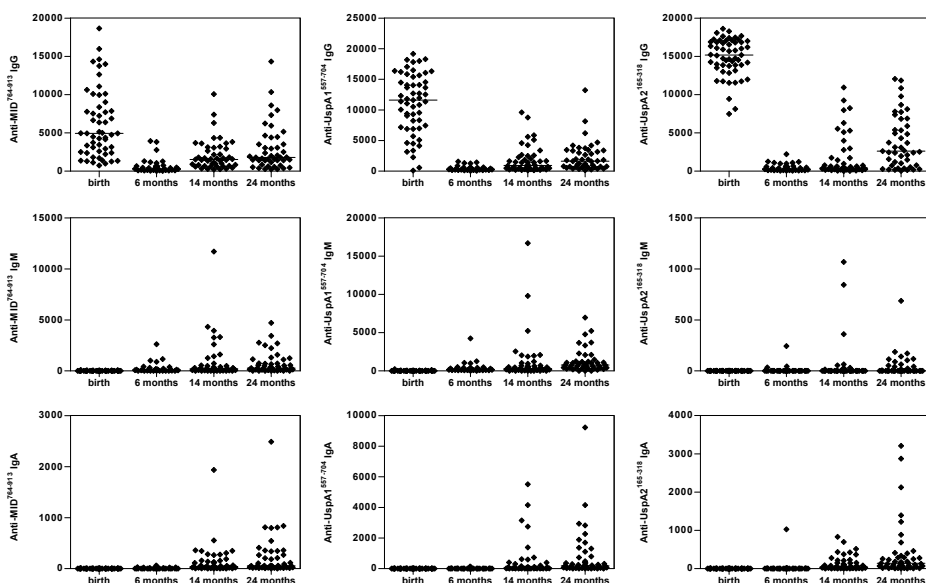 Anti-MID764-913 IgG
20000
15000
10000
5000
0
birth 6 months 14 months 24 months
Anti-UspA1557-704 IgG
25000
20000
15000
10000
5000
0
birth 6 months 14 months 24 months
Anti-UspA2165-318 IgG
20000
15000
10000
5000
0
birth 6 months 14 months 24 months
Anti-MID764-913 IgM
15000
10000
5000
0
birth 6 months 14 months 24 months
Anti-UspA1557-704 IgM
20000
15000
10000
5000
0
birth 6 months 14 months 24 months
Anti-UspA2165-318 IgM
1500
1000
500
0
birth 6 months 14 months 24 months
Anti-MID764-913 IgA
3000
2000
1000
0
birth 6 months 14 months 24 months
Anti-UspA1557-704 IgA
10000
8000
6000
4000
2000
0
birth 6 months 14 months 24 months
Anti-UspA2165-318 IgA
4000
3000
2000
1000
0
birth 6 months 14 months 24 months